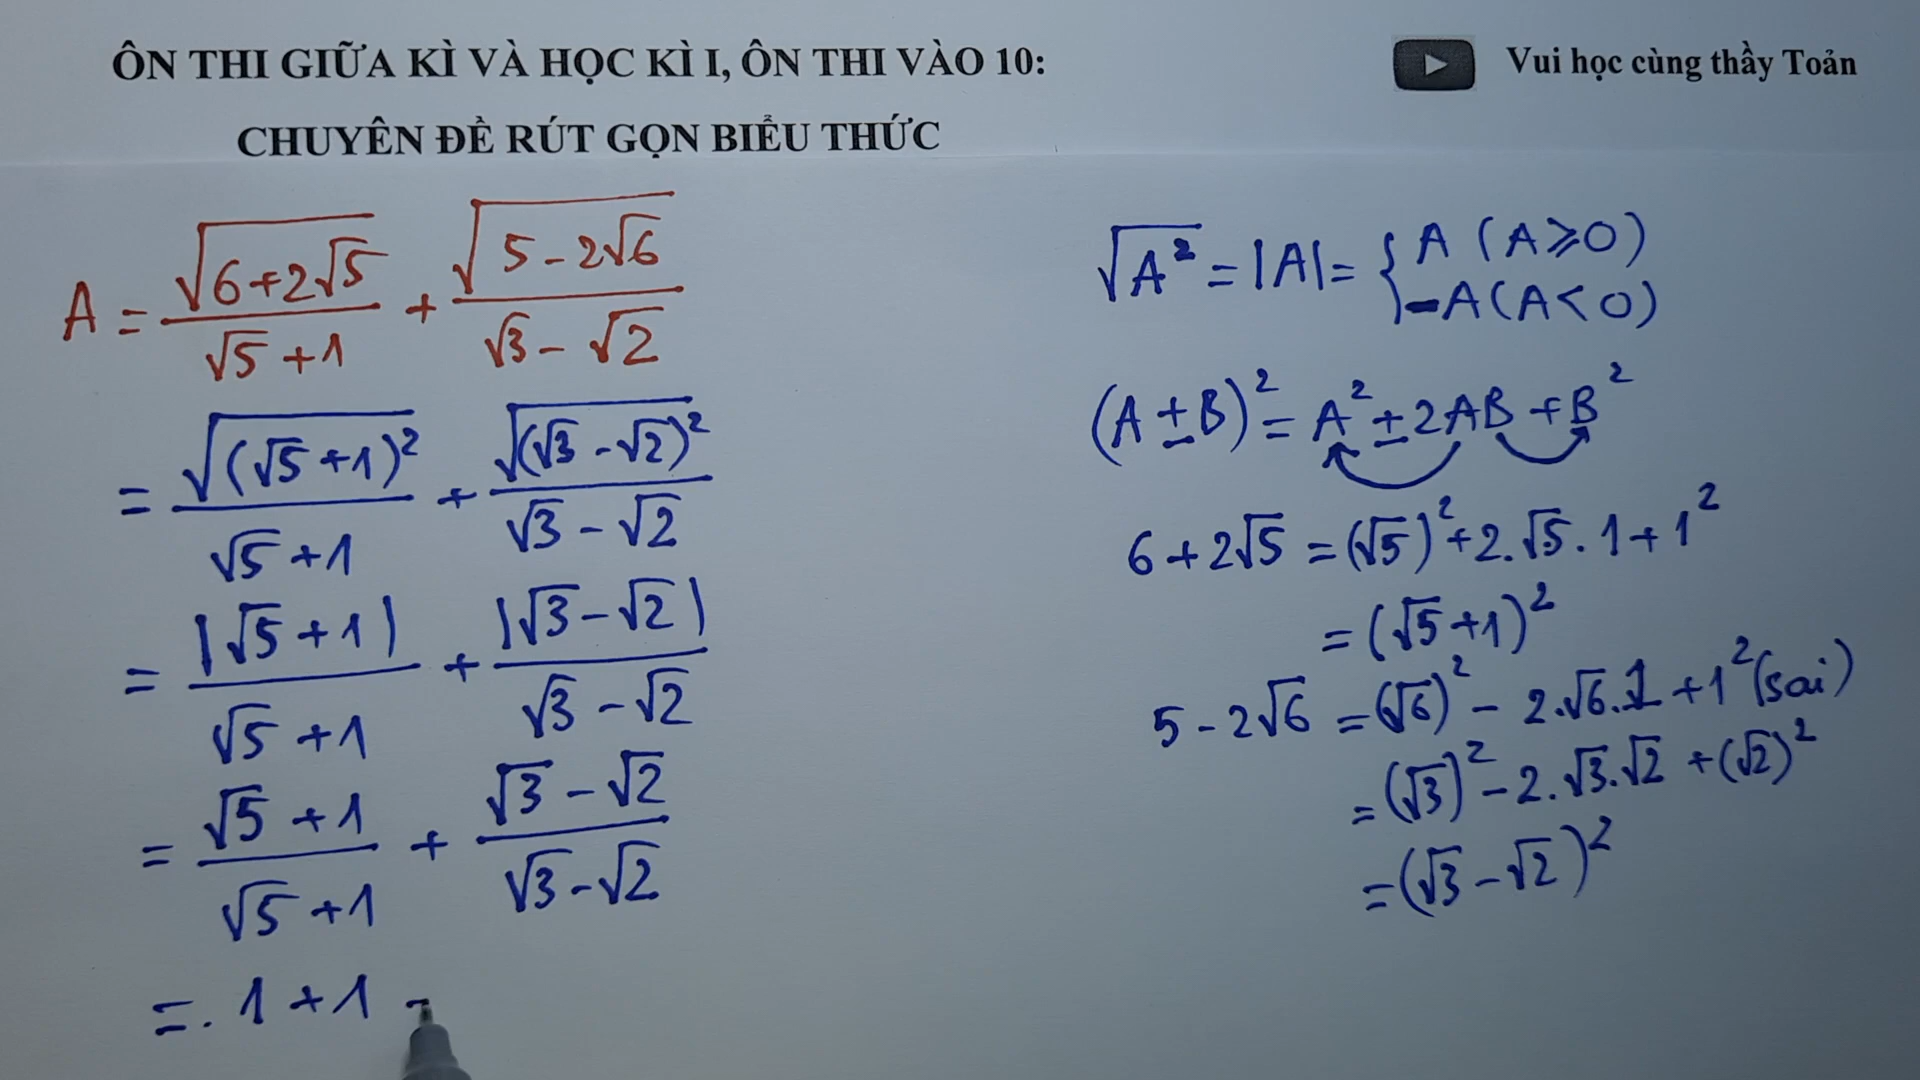 ÔN THI GIỮA KÌ VÀ HỌC KÌ I, ÔN THI VÀO 10:
CHUYÊN ĐỀ RÚT GỌN BIỂU THỨC
Vui học cùng thầy Toản
A = √(6+2√5)/(√5+1) + √(5-2√6)/(√3-√2)
= √((√5+1)²)/(√5+1) + √((√3-√2)²)/(√3-√2)
= |√5+1|/(√5+1) + |√3-√2|/(√3-√2)
= (√5+1)/(√5+1) + (√3-√2)/(√3-√2)
=. 1+1 -
√A² = |A| = { A (A⩾0)
-A (A<0)
(A±B)² = A² ± 2AB + B²
6+2√5 = (√5)² + 2.√5.1 + 1²
= (√5+1)²
5-2√6 = (√6)² - 2.√6.1 + 1² (sai)
= (√3)² - 2.√3.√2 + (√2)²
= (√3-√2)²